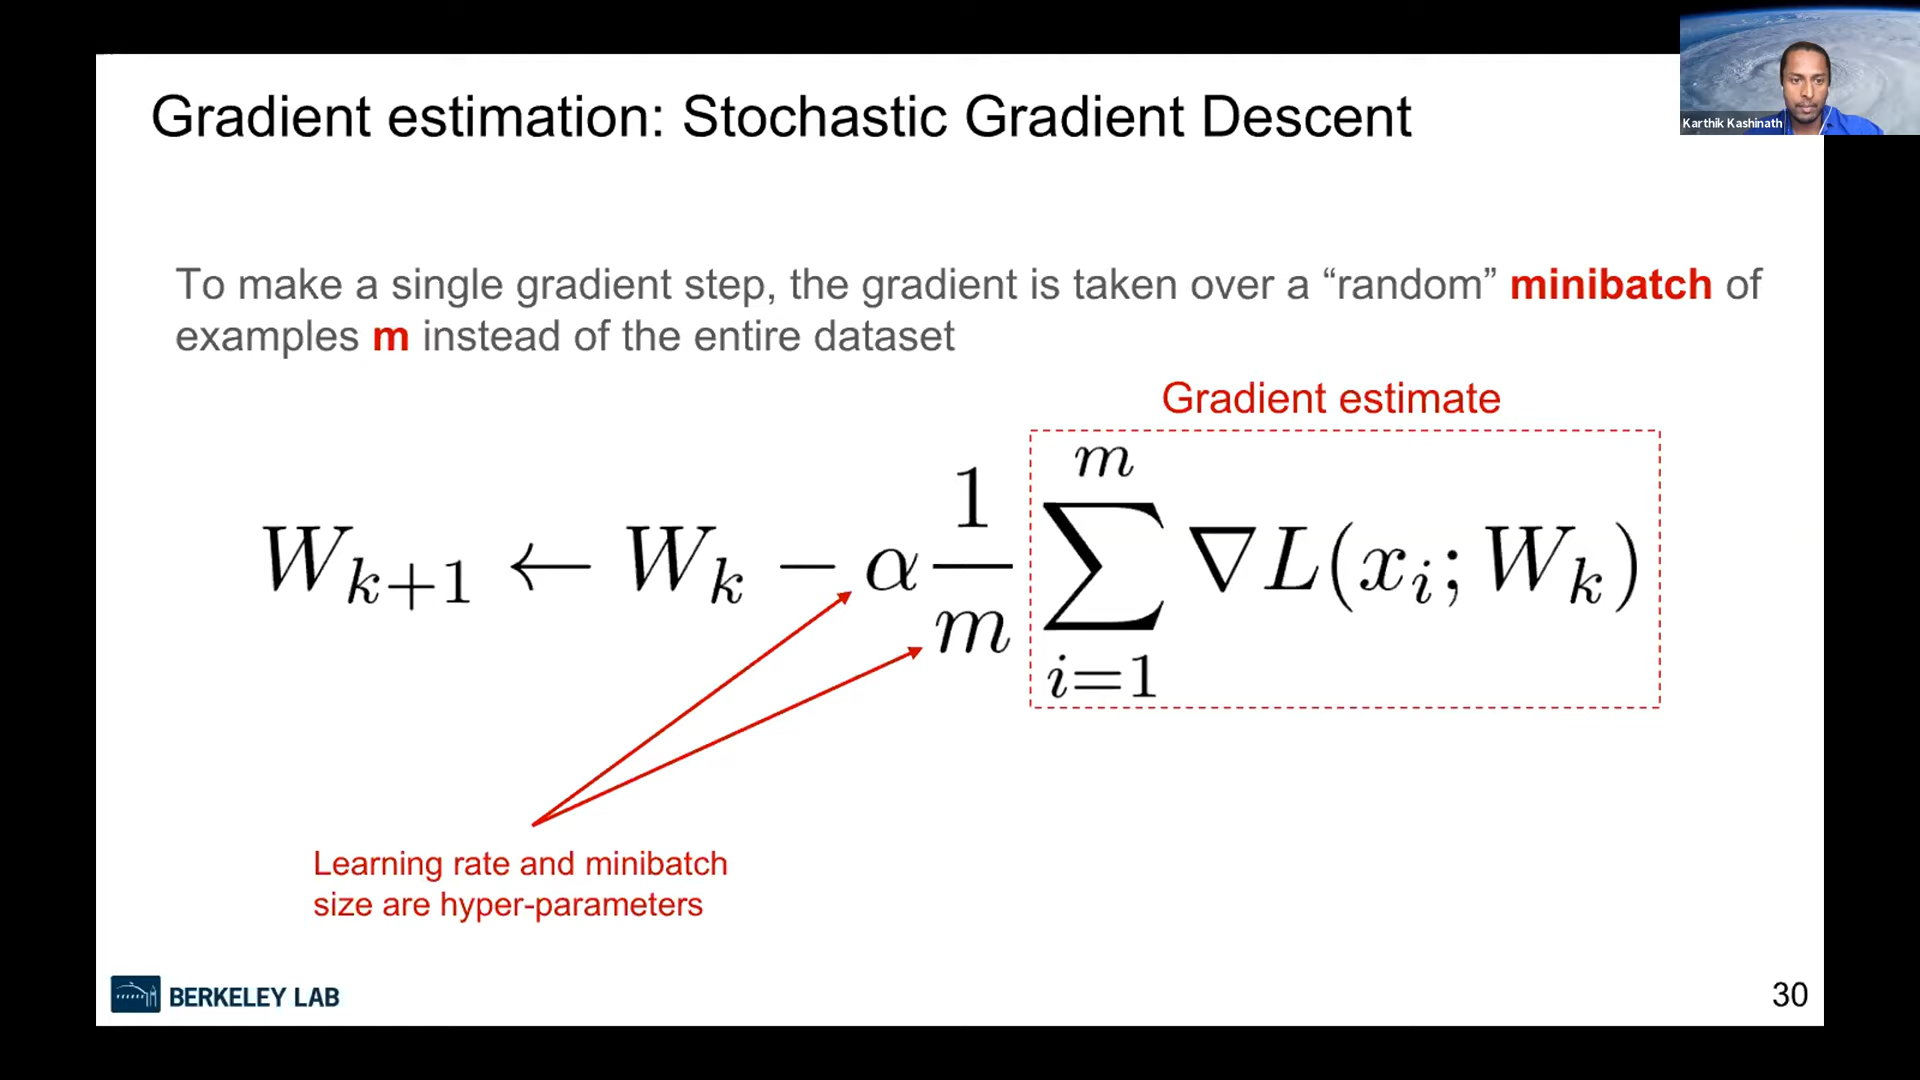 Gradient estimation: Stochastic Gradient Descent
Karthik Kashinath
To make a single gradient step, the gradient is taken over a “random” minibatch of
examples m instead of the entire dataset
Gradient estimate
W_{k+1} ← W_k − α \frac{1}{m} \sum_{i=1}^{m} ∇L(x_i; W_k)
Learning rate and minibatch
size are hyper-parameters
BERKELEY LAB
30